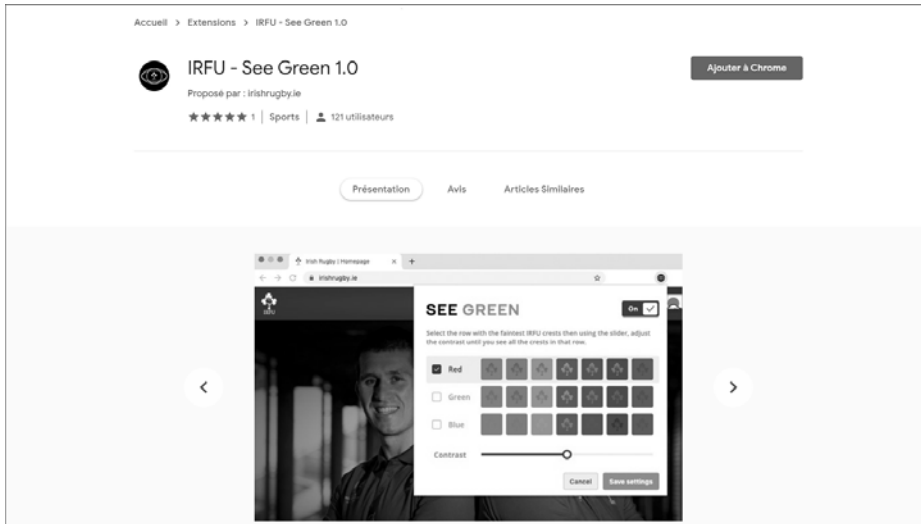 Accueil > Extensions > IRFU - See Green 1.0
IRFU - See Green 1.0
Ajouter à Chrome
Proposé par : irishrugby.ie
1 | Sports | 121 utilisateurs
Présentation Avis Articles Similaires
Irish Rugby | Homepage
irishrugby.ie
IRFU
SEE GREEN
On
Select the row with the faintest IRFU crests then using the slider, adjust
the contrast until you see all the crests in that row.
Red
Green
Blue
Contrast
Cancel Save settings